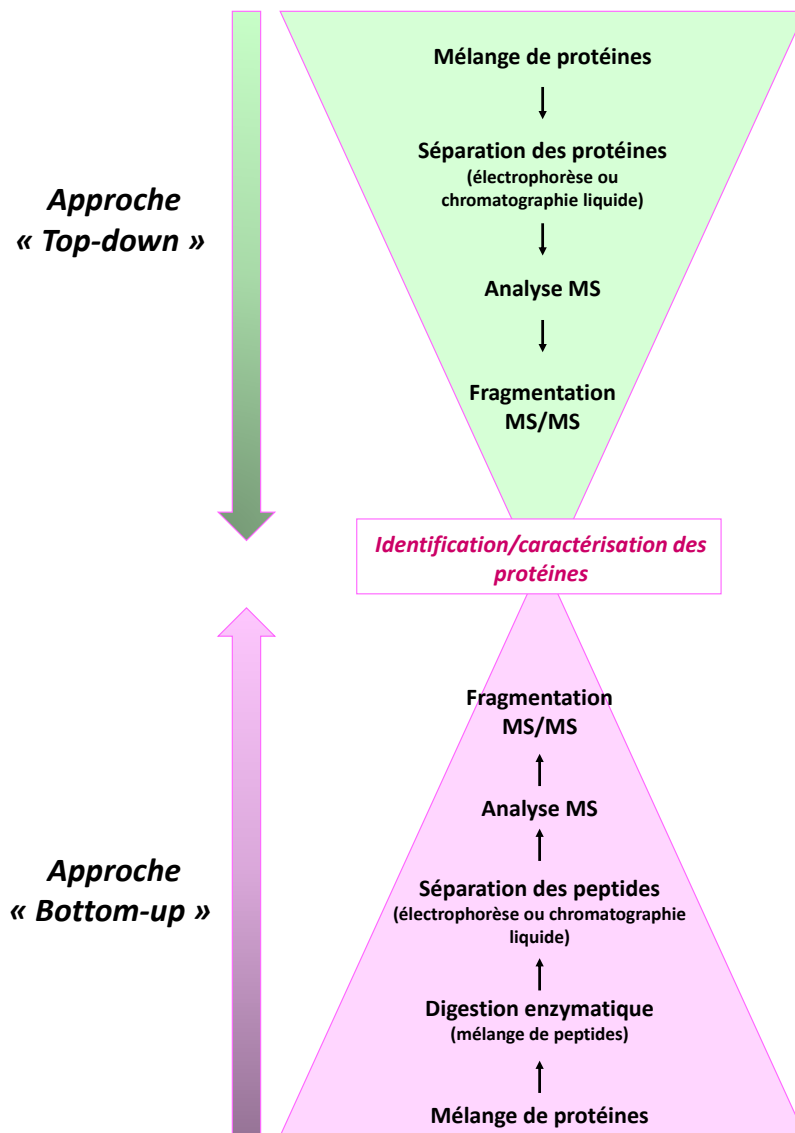 Mélange de protéines
Séparation des protéines
(électrophorèse ou
chromatographie liquide)
Approche
« Top-down »
Analyse MS
Fragmentation
MS/MS
Identification/caractérisation des
protéines
Fragmentation
MS/MS
Analyse MS
Approche
« Bottom-up »
Séparation des peptides
(électrophorèse ou chromatographie
liquide)
Digestion enzymatique
(mélange de peptides)
Mélange de protéines